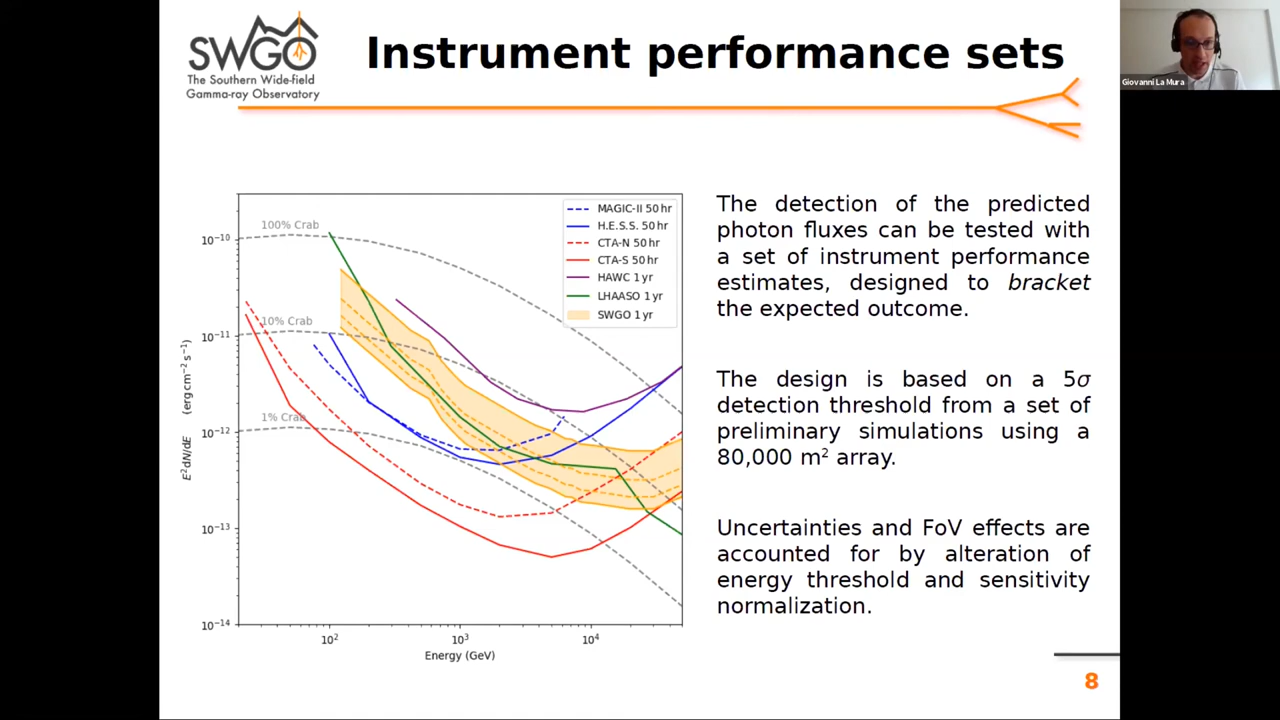 SWGO
The Southern Wide-field
Gamma-ray Observatory
Instrument performance sets
Giovanni La Mura
100% Crab
10% Crab
1% Crab
MAGIC-II 50 hr
H.E.S.S. 50 hr
CTA-N 50 hr
CTA-S 50 hr
HAWC 1 yr
LHAASO 1 yr
SWGO 1 yr
10⁻¹⁰
10⁻¹¹
10⁻¹²
10⁻¹³
10⁻¹⁴
E²dN/dE (erg cm⁻² s⁻¹)
10² 10³ 10⁴
Energy (GeV)
The detection of the predicted
photon fluxes can be tested with
a set of instrument performance
estimates, designed to bracket
the expected outcome.
The design is based on a 5σ
detection threshold from a set of
preliminary simulations using a
80,000 m² array.
Uncertainties and FoV effects are
accounted for by alteration of
energy threshold and sensitivity
normalization.
8